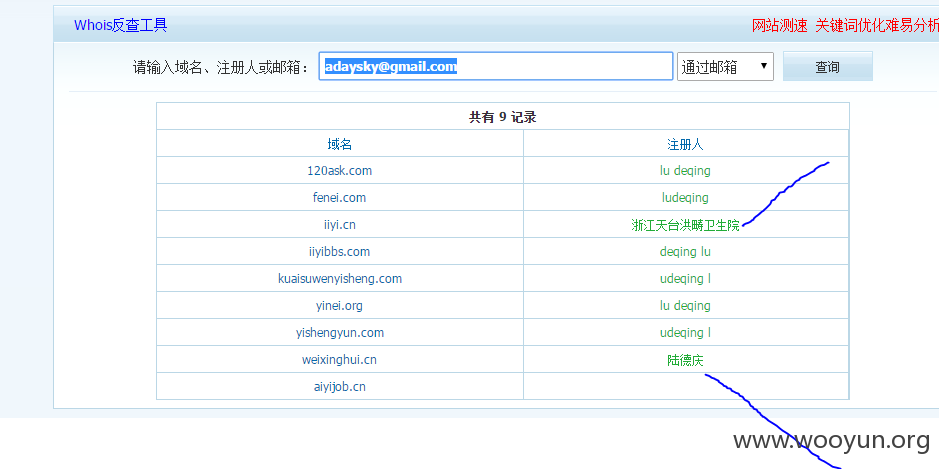 Whois反查工具 网站测速 关键词优化难易分析
请输入域名、注册人或邮箱： adaysky@gmail.com 通过邮箱 查询
共有 9 记录
域名 注册人
120ask.com lu deqing
fenei.com ludeqing
iiyi.cn 浙江天台洪畴卫生院
iiyibbs.com deqing lu
kuaisuwenyisheng.com udeqing l
yinei.org lu deqing
yishengyun.com udeqing l
weixinghui.cn 陆德庆
aiyijob.cn
www.wooyun.org